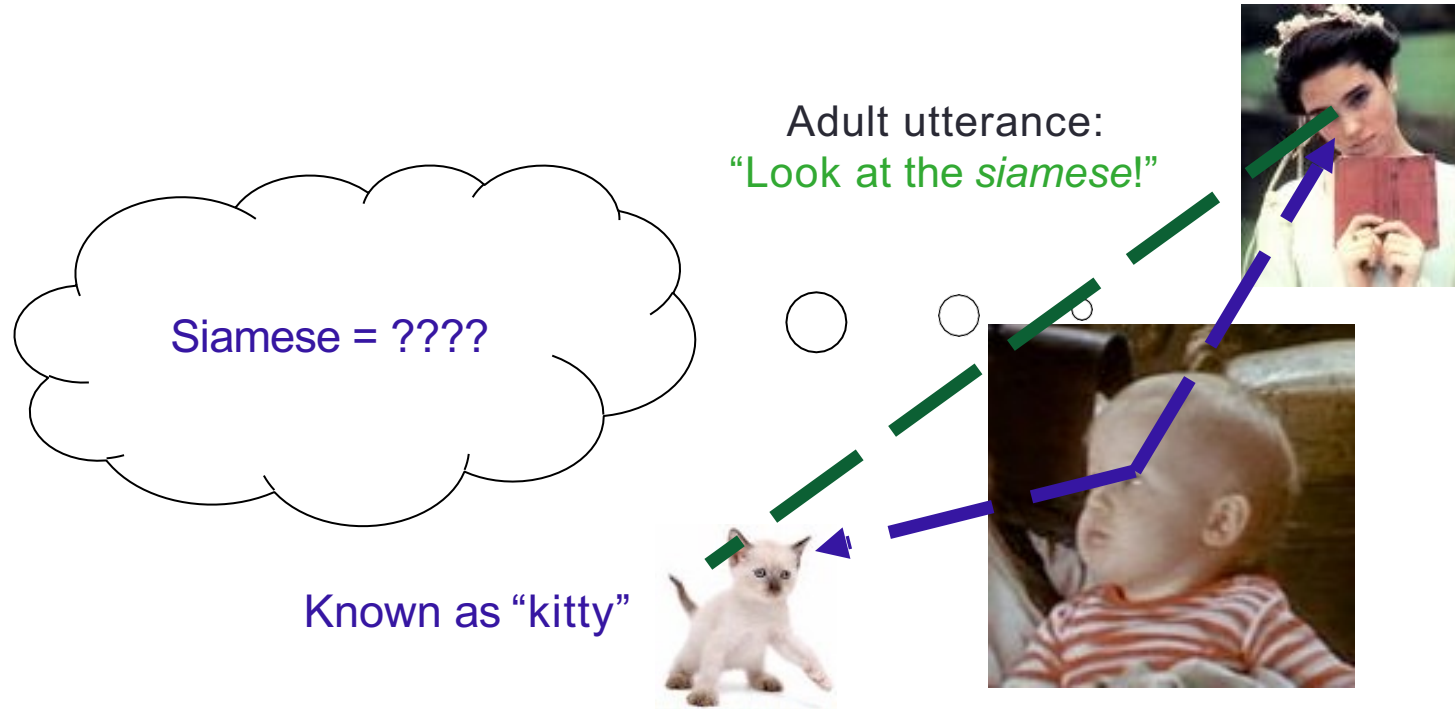 Adult utterance:
“Look at the siamese!”
Siamese = ????
Known as “kitty”